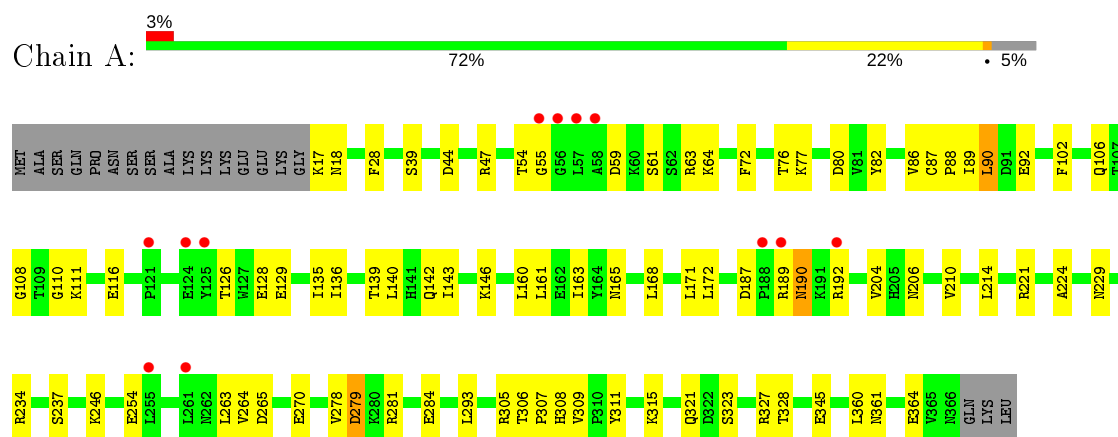 3%
Chain A:
72% 22% • 5%
MET ALA SER GLN PRO ASN SER SER ALA LYS LYS LYS GLU GLU LYS GLY K17 N18 F28 S39 D44 R47 T54 G55 G56 L57 A58 D59 K60 S61 S62 R63 K64 F72 T76 K77 D80 V81 Y82 V86 C87 P88 I89 L90 D91 E92 F102 Q106 T107
G108 T109 G110 K111 E116 P121 E124 Y125 T126 W127 E128 E129 I135 I136 T139 L140 H141 Q142 I143 K146 L160 L161 E162 I163 Y164 N165 L168 L171 L172 D187 P188 R189 N190 K191 R192 V204 H205 N206 V210 L214 R221 A224 N229
R234 S237 K246 E254 L255 L261 N262 L263 V264 D265 E270 V278 D279 K280 R281 E284 L293 R305 T306 P307 H308 V309 P310 Y311 K315 Q321 D322 S323 R327 T328 E345 L360 N361 E364 V365 N366 GLN LYS LEU